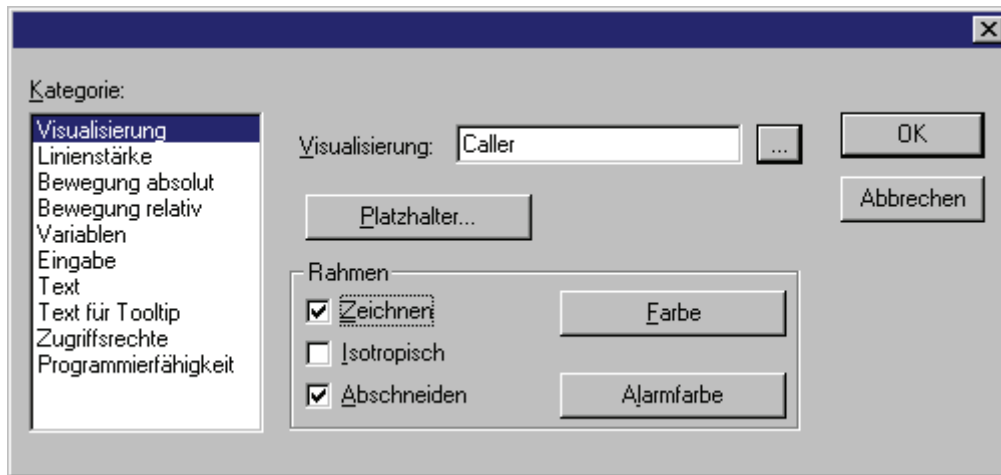 Kategorie:
Visualisierung
Linienstärke
Bewegung absolut
Bewegung relativ
Variablen
Eingabe
Text
Text für Tooltip
Zugriffsrechte
Programmierfähigkeit
Visualisierung: Caller ...
Platzhalter...
Rahmen
Zeichnen Farbe
Isotropisch
Abschneiden Alarmfarbe
OK
Abbrechen